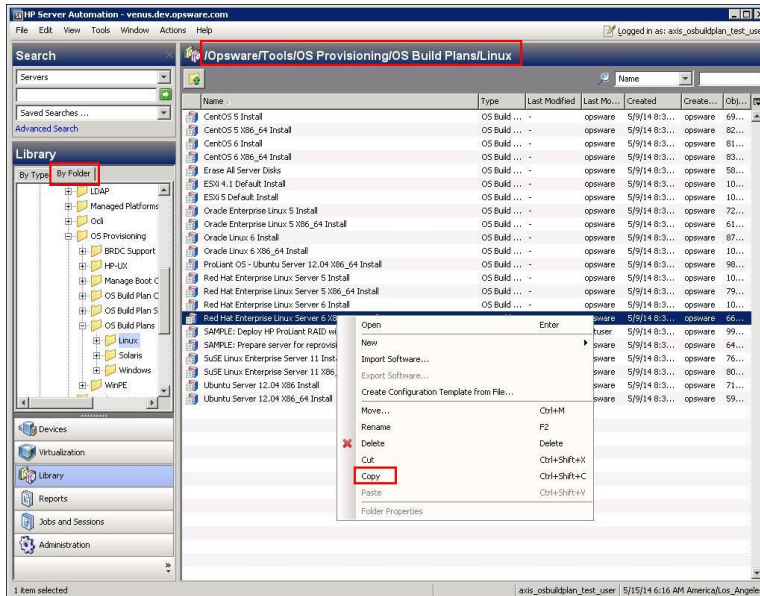 HP Server Automation - venus.dev.opsware.com
File Edit View Tools Window Actions Help
Logged in as: axis_osbuildplan_test_use
Search
/Opsware/Tools/OS Provisioning/OS Build Plans/Linux
Servers
Name
Saved Searches ...
Advanced Search
Name Type Last Modified Last Mo... Created Create... Obj...
CentOS 5 Install OS Build ... - opsware 5/9/14 8:3... opsware 69...
CentOS 5 X86_64 Install OS Build ... - opsware 5/9/14 8:3... opsware 82...
CentOS 6 Install OS Build ... - opsware 5/9/14 8:3... opsware 81...
CentOS 6 X86_64 Install OS Build ... - opsware 5/9/14 8:3... opsware 83...
Erase All Server Disks OS Build ... - opsware 5/9/14 8:3... opsware 58...
ESXi 4.1 Default Install OS Build ... - opsware 5/9/14 8:3... opsware 10...
ESXi 5 Default Install OS Build ... - opsware 5/9/14 8:3... opsware 10...
Oracle Enterprise Linux 5 Install OS Build ... - opsware 5/9/14 8:3... opsware 72...
Oracle Enterprise Linux 5 X86_64 Install OS Build ... - opsware 5/9/14 8:3... opsware 61...
Oracle Linux 6 Install OS Build ... - opsware 5/9/14 8:3... opsware 87...
Oracle Linux 6 X86_64 Install OS Build ... - opsware 5/9/14 8:3... opsware 10...
ProLiant OS - Ubuntu Server 12.04 X86_64 Install OS Build ... - opsware 5/9/14 8:3... opsware 98...
Red Hat Enterprise Linux Server 5 Install OS Build ... - opsware 5/9/14 8:3... opsware 10...
Red Hat Enterprise Linux Server 5 X86_64 Install OS Build ... - opsware 5/9/14 8:3... opsware 79...
Red Hat Enterprise Linux Server 6 Install OS Build ... - opsware 5/9/14 8:3... opsware 10...
Red Hat Enterprise Linux Server 6 X8 opsware 5/9/14 8:3... opsware 66...
SAMPLE: Deploy HP ProLiant RAID wi tuser 5/9/14 8:3... opsware 99...
SAMPLE: Prepare server for reprovisi sware 5/9/14 8:3... opsware 64...
SuSE Linux Enterprise Server 11 Inst sware 5/9/14 8:3... opsware 76...
SuSE Linux Enterprise Server 11 X86_ sware 5/9/14 8:3... opsware 80...
Ubuntu Server 12.04 X86 Install sware 5/9/14 8:3... opsware 71...
Ubuntu Server 12.04 X86_64 Install sware 5/9/14 8:3... opsware 59...
Library
By Type By Folder
LDAP
Managed Platforms
Ocli
OS Provisioning
BRDC Support
HP-UX
Manage Boot C
OS Build Plan C
OS Build Plan S
OS Build Plans
Linux
Solaris
Windows
WinPE
Open Enter
New
Import Software...
Export Software...
Create Configuration Template from File...
Move... Ctrl+M
Rename F2
Delete Delete
Cut Ctrl+Shift+X
Copy Ctrl+Shift+C
Paste Ctrl+Shift+V
Folder Properties
Devices
Virtualization
Library
Reports
Jobs and Sessions
Administration
1 item selected
axis_osbuildplan_test_user 5/15/14 6:16 AM America/Los_Angele